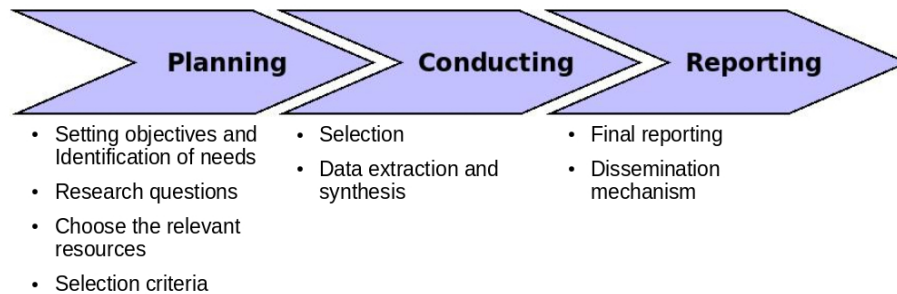 Planning
Conducting
Reporting
• Setting objectives and
Identification of needs
• Research questions
• Choose the relevant
resources
• Selection criteria
• Selection
• Data extraction and
synthesis
• Final reporting
• Dissemination
mechanism